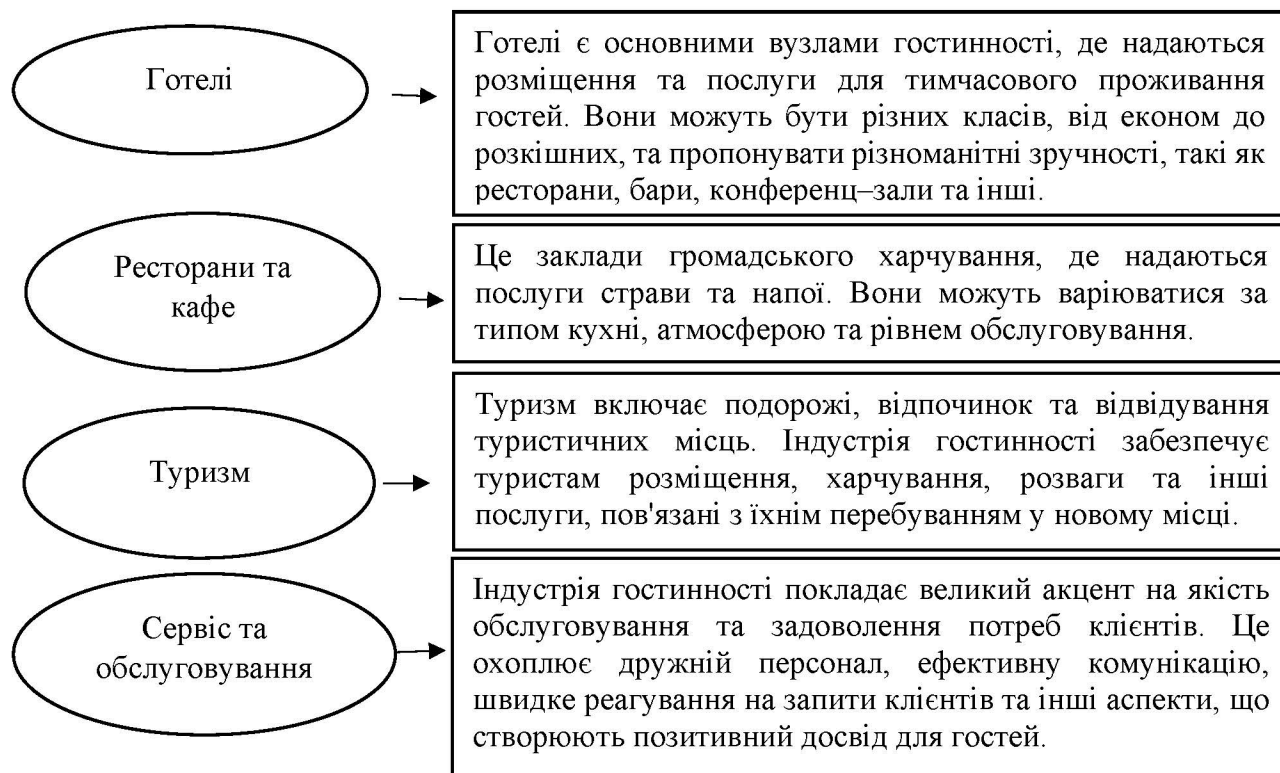 Готелі
Готелі є основними вузлами гостинності, де надаються
розміщення та послуги для тимчасового проживання
гостей. Вони можуть бути різних класів, від економ до
розкішних, та пропонувати різноманітні зручності, такі як
ресторани, бари, конференц–зали та інші.
Ресторани та
кафе
Це заклади громадського харчування, де надаються
послуги страви та напої. Вони можуть варіюватися за
типом кухні, атмосферою та рівнем обслуговування.
Туризм
Туризм включає подорожі, відпочинок та відвідування
туристичних місць. Індустрія гостинності забезпечує
туристам розміщення, харчування, розваги та інші
послуги, пов'язані з їхнім перебуванням у новому місці.
Сервіс та
обслуговування
Індустрія гостинності покладає великий акцент на якість
обслуговування та задоволення потреб клієнтів. Це
охоплює дружній персонал, ефективну комунікацію,
швидке реагування на запити клієнтів та інші аспекти, що
створюють позитивний досвід для гостей.